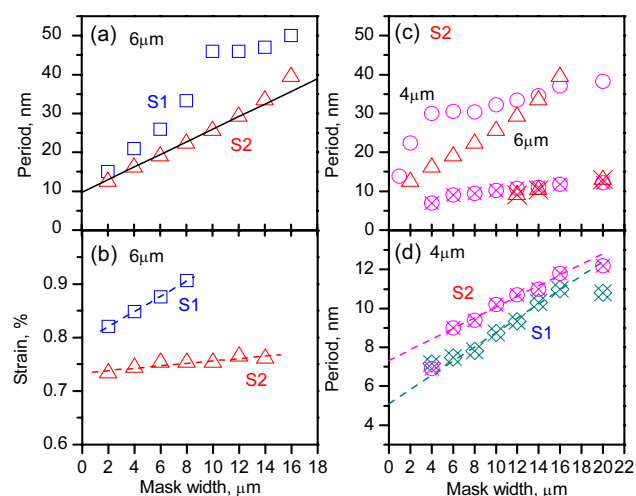 (a) 6μm
S1
S2
Period, nm
50
40
30
20
10
0
(b) 6μm
S1
S2
Strain, %
0.9
0.8
0.7
0.6
0 2 4 6 8 10 12 14 16 18
Mask width, μm
(c) S2
4μm
6μm
Period, nm
50
40
30
20
10
0
(d) 4μm
S2
S1
Period, nm
12
10
8
6
4
0 2 4 6 8 10 12 14 16 18 20 22
Mask width, μm